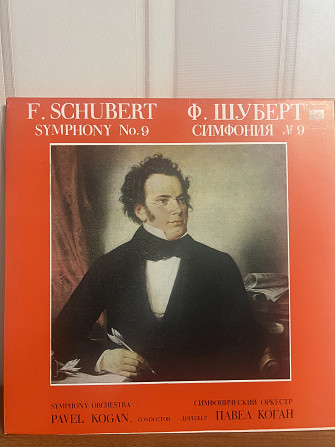 F. SCHUBERT
SYMPHONY No. 9
Ф. ШУБЕРТ
СИМФОНИЯ № 9
SYMPHONY ORCHESTRA
PAVEL KOGAN, CONDUCTOR
СИМФОНИЧЕСКИЙ ОРКЕСТР
ДИРИЖЕР ПАВЕЛ КОГАН